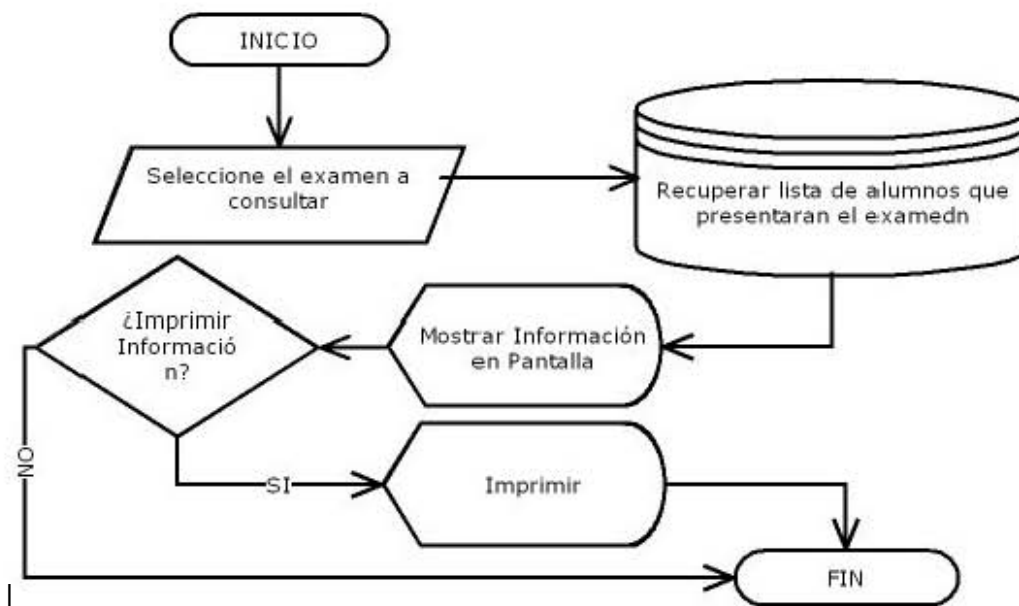 INICIO
Seleccione el examen a
consultar
Recuperar lista de alumnos que
presentaran el examedn
Mostrar Información
en Pantalla
¿Imprimir
Informació
n?
NO
SI
Imprimir
FIN